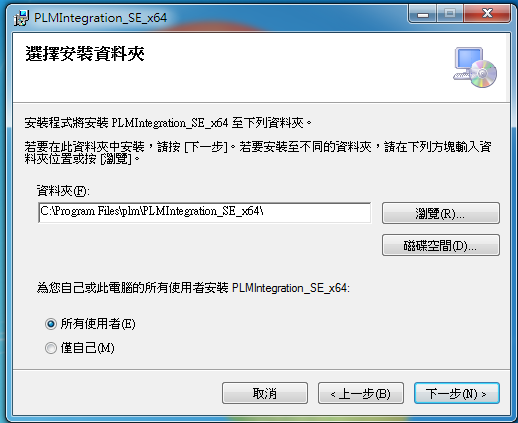 PLMIntegration_SE_x64
選擇安裝資料夾
安裝程式將安裝 PLMIntegration_SE_x64 至下列資料夾。
若要在此資料夾中安裝，請按 [下一步]。若要安裝至不同的資料夾，請在下列方塊輸入資
料夾位置或按 [瀏覽]。
資料夾(F):
C:\Program Files\plm\PLMIntegration_SE_x64\
瀏覽(R)...
磁碟空間(D)...
為您自己或此電腦的所有使用者安裝 PLMIntegration_SE_x64:
所有使用者(E)
僅自己(M)
取消
< 上一步(B)
下一步(N) >